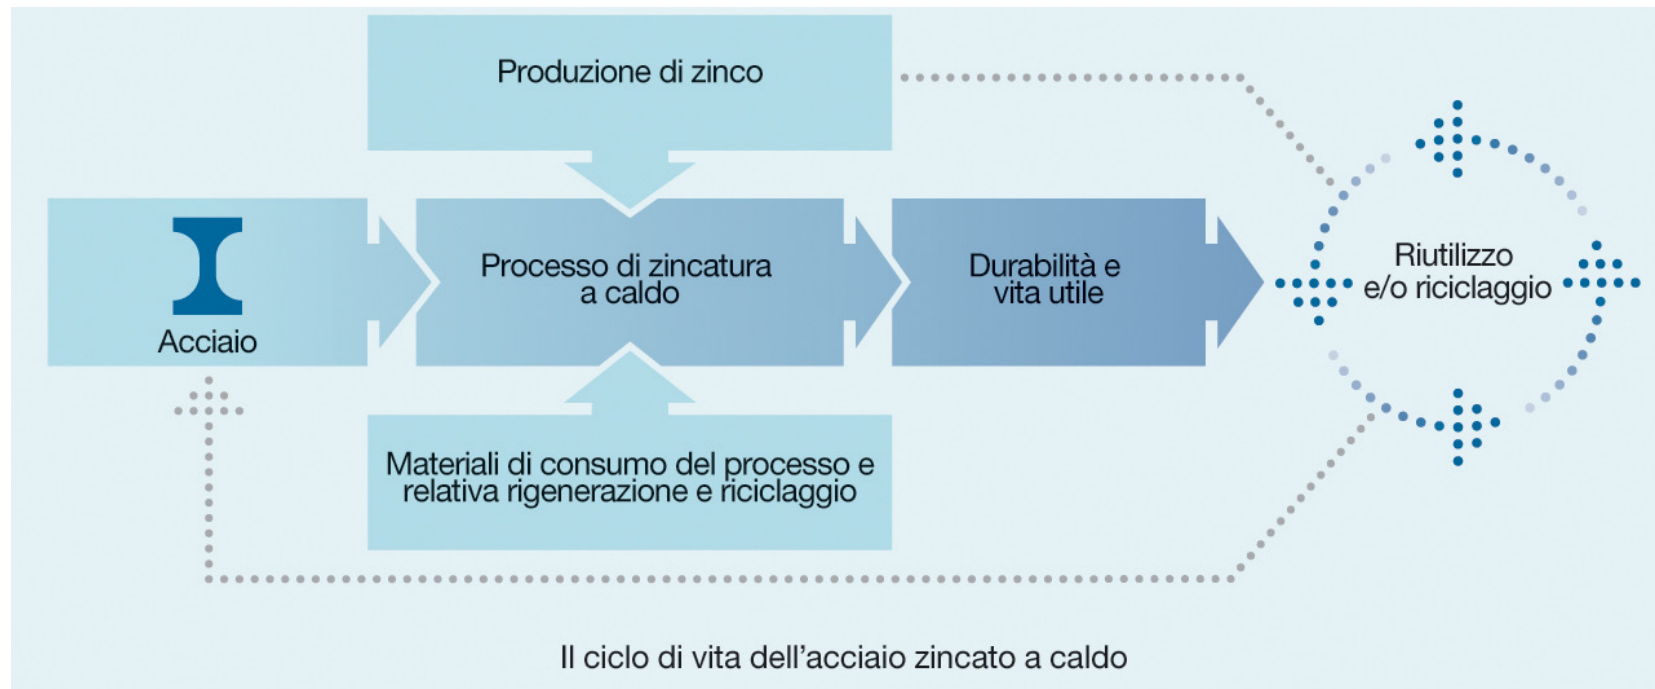 Produzione di zinco
Acciaio
Processo di zincatura
a caldo
Durabilità e
vita utile
Riutilizzo
e/o riciclaggio
Materiali di consumo del processo e
relativa rigenerazione e riciclaggio
Il ciclo di vita dell’acciaio zincato a caldo